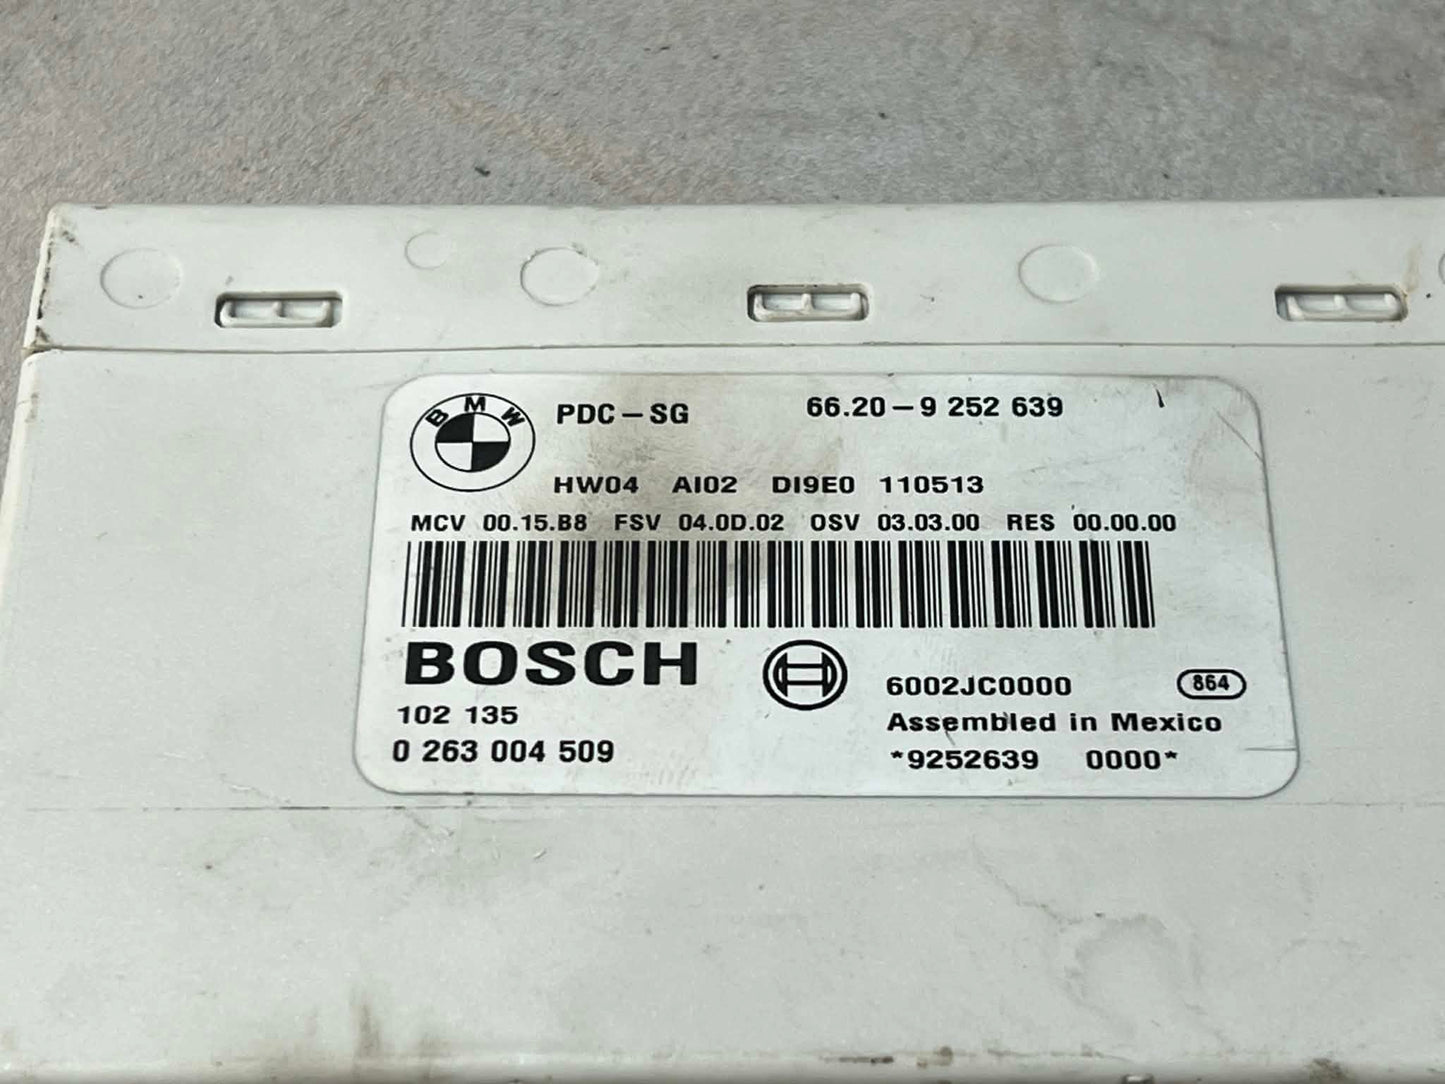 BMW
PDC-SG 66.20-9 252 639
HW04 AI02 DI9E0 110513
MCV 00.15.B8 FSV 04.0D.02 OSV 03.03.00 RES 00.00.00
BOSCH
6002JC0000 864
102 135 Assembled in Mexico
0 263 004 509 *9252639 0000*